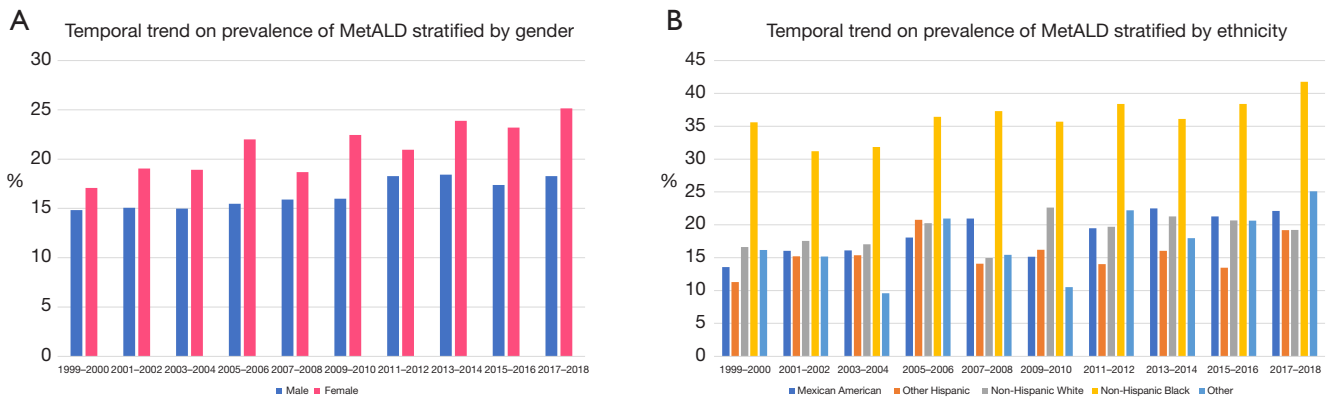 A
Temporal trend on prevalence of MetALD stratified by gender
30
25
20
%
15
10
5
0
1999–2000 2001–2002 2003–2004 2005–2006 2007–2008 2009–2010 2011–2012 2013–2014 2015–2016 2017–2018
Male Female
B
Temporal trend on prevalence of MetALD stratified by ethnicity
45
40
35
30
%
25
20
15
10
5
0
1999–2000 2001–2002 2003–2004 2005–2006 2007–2008 2009–2010 2011–2012 2013–2014 2015–2016 2017–2018
Mexican American Other Hispanic Non-Hispanic White Non-Hispanic Black Other